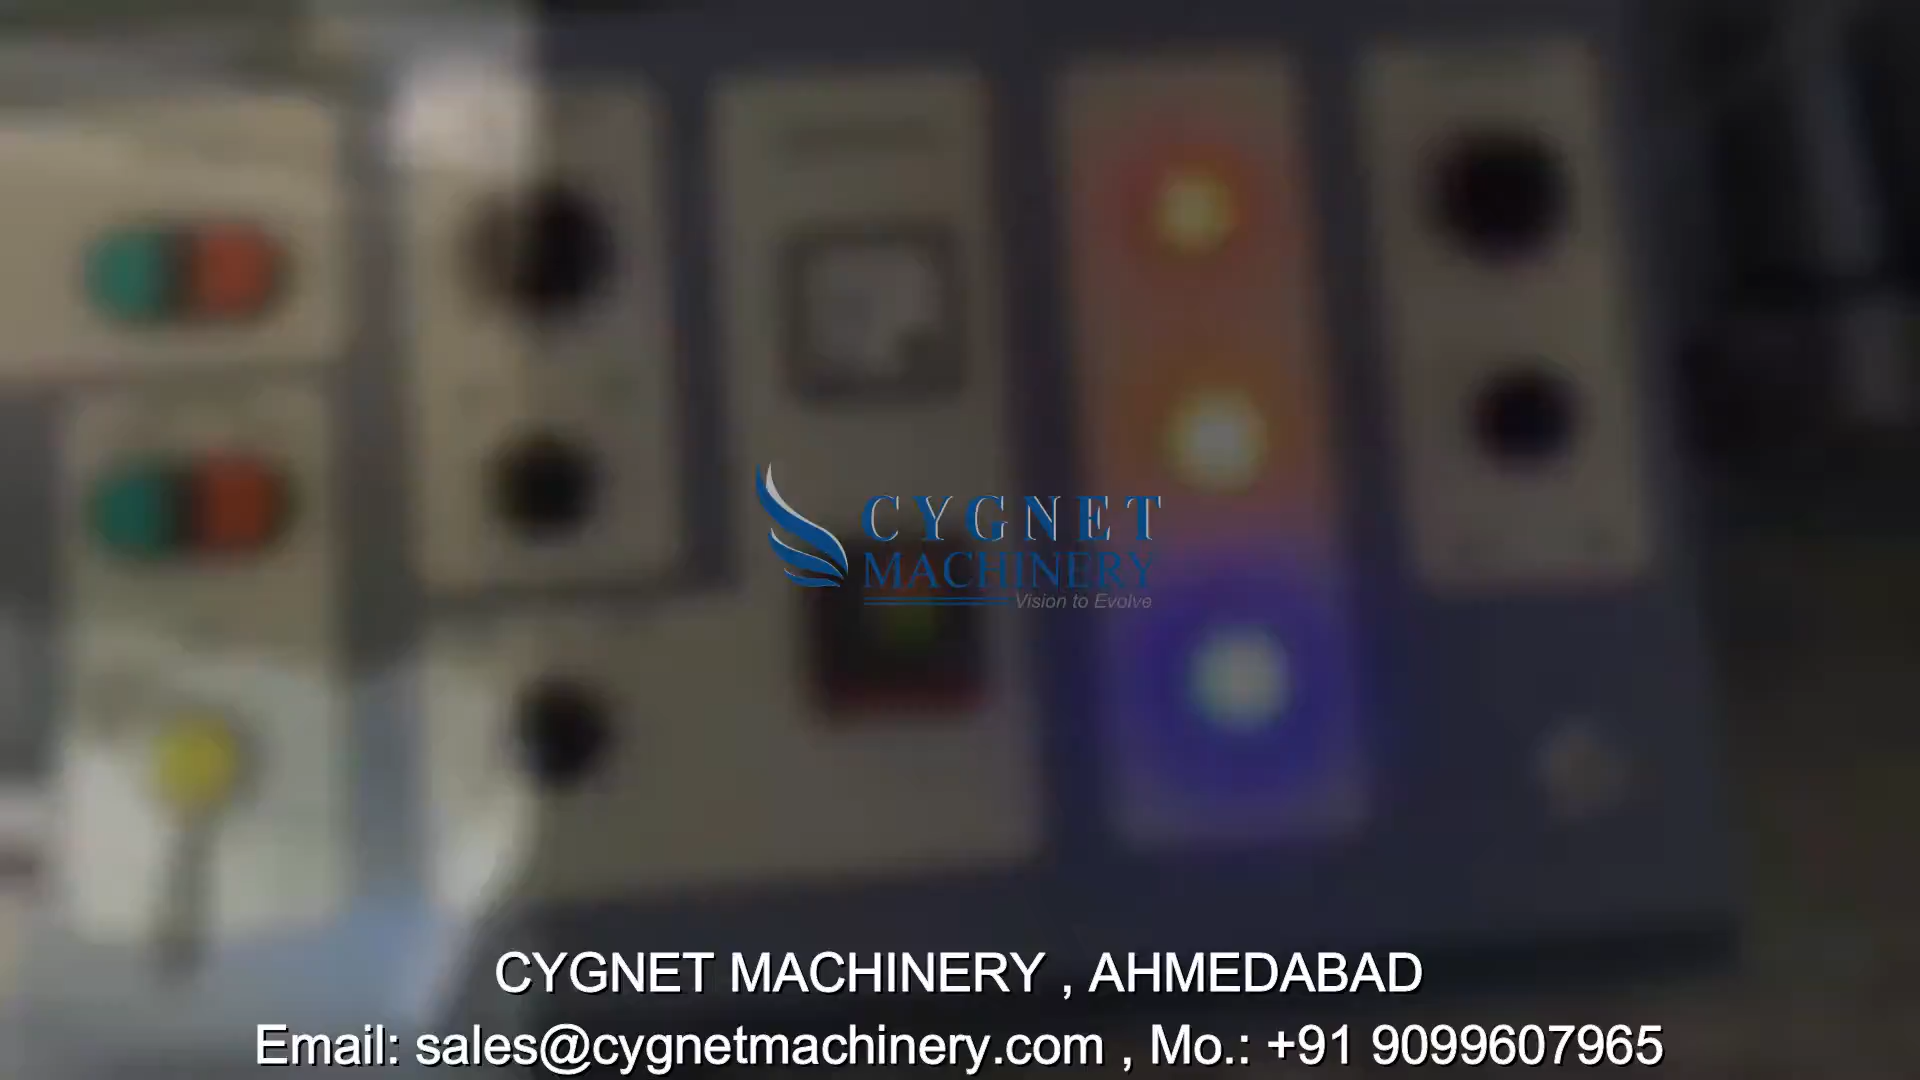 CYGNET
MACHINERY
Vision to Evolve
CYGNET MACHINERY , AHMEDABAD
Email: sales@cygnetmachinery.com , Mo.: +91 9099607965